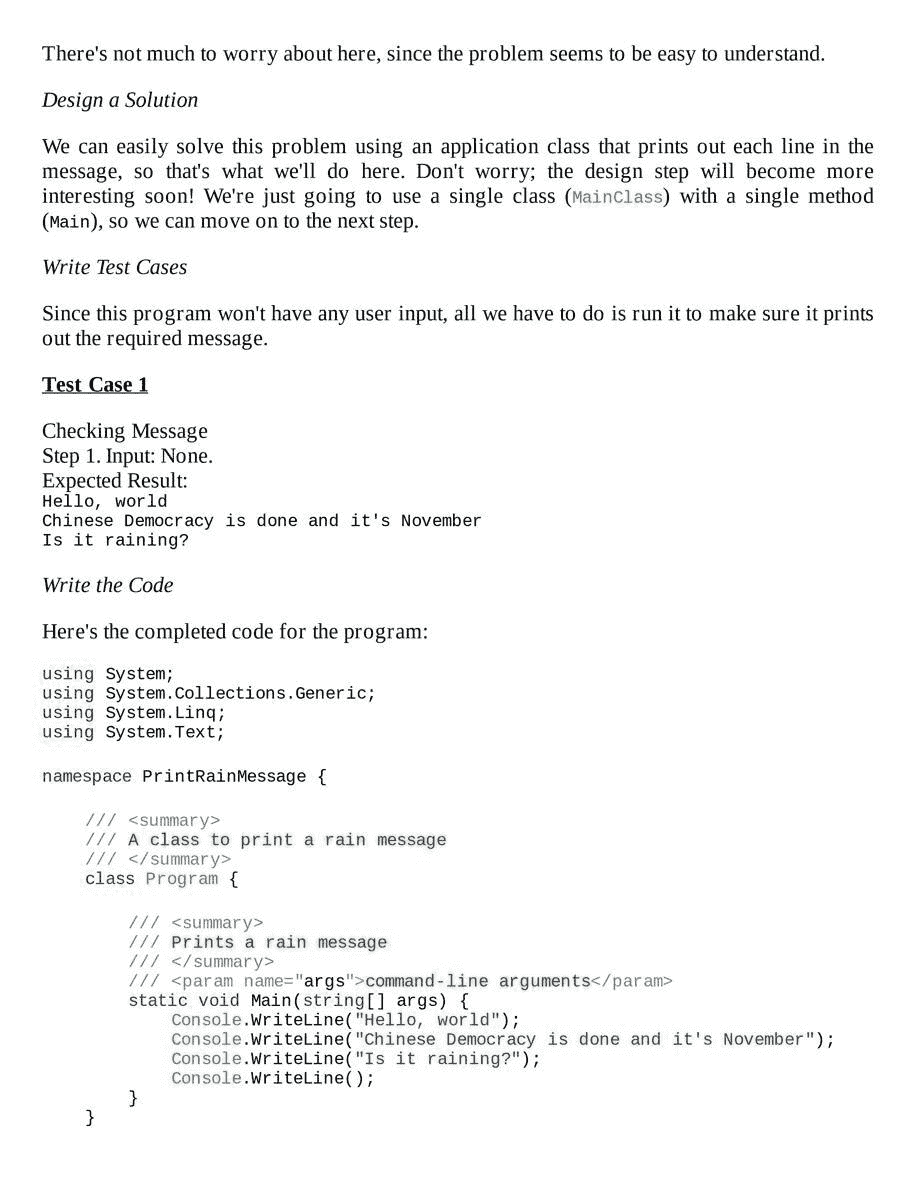 There's not much to worry about here, since the problem seems to be easy to understand.
Design a Solution
We can easily solve this problem using an application class that prints out each line in the
message, so that's what we'll do here. Don't worry; the design step will become more
interesting soon! We're just going to use a single class (MainClass) with a single method
(Main), so we can move on to the next step.
Write Test Cases
Since this program won't have any user input, all we have to do is run it to make sure it prints
out the required message.
Test Case 1
Checking Message
Step 1. Input: None.
Expected Result:
Hello, world
Chinese Democracy is done and it's November
Is it raining?
Write the Code
Here's the completed code for the program:
using System;
using System.Collections.Generic;
using System.Linq;
using System.Text;
namespace PrintRainMessage {
/// <summary>
/// A class to print a rain message
/// </summary>
class Program {
/// <summary>
/// Prints a rain message
/// </summary>
/// <param name="args">command-line arguments</param>
static void Main(string[] args) {
Console.WriteLine("Hello, world");
Console.WriteLine("Chinese Democracy is done and it's November");
Console.WriteLine("Is it raining?");
Console.WriteLine();
}
}